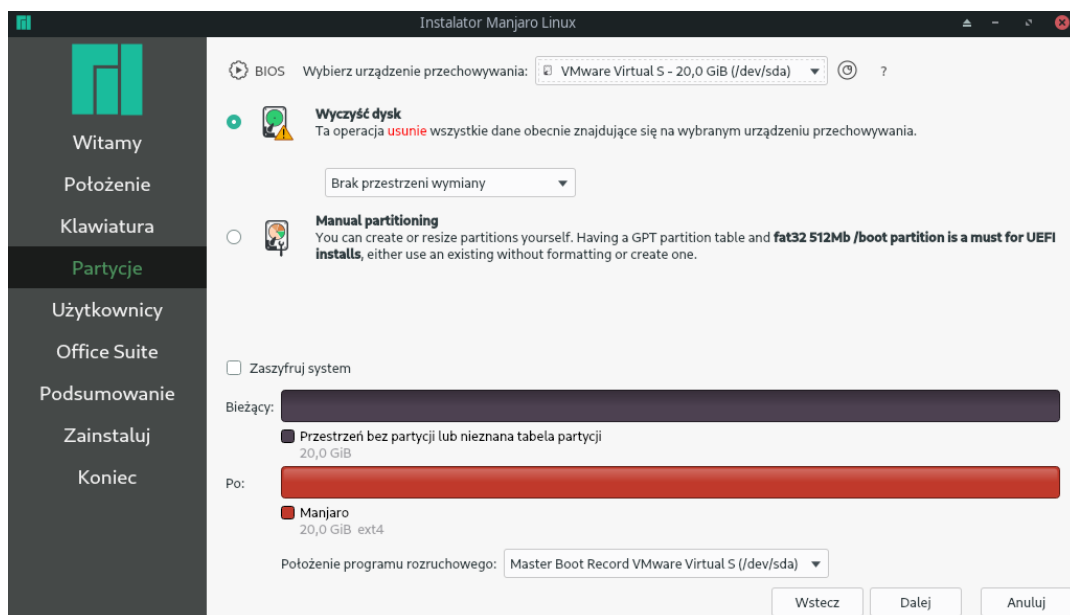 Instalator Manjaro Linux
BIOS Wybierz urządzenie przechowywania: VMware Virtual S - 20,0 GiB (/dev/sda) ?
Wyczyść dysk
Ta operacja usunie wszystkie dane obecnie znajdujące się na wybranym urządzeniu przechowywania.
Brak przestrzeni wymiany
Manual partitioning
You can create or resize partitions yourself. Having a GPT partition table and fat32 512Mb /boot partition is a must for UEFI
installs, either use an existing without formatting or create one.
Witamy
Położenie
Klawiatura
Partycje
Użytkownicy
Office Suite
Podsumowanie
Zainstaluj
Koniec
Zaszyfruj system
Bieżący:
Przestrzeń bez partycji lub nieznana tabela partycji
20,0 GiB
Po:
Manjaro
20,0 GiB ext4
Położenie programu rozruchowego: Master Boot Record VMware Virtual S (/dev/sda)
Wstecz Dalej Anuluj